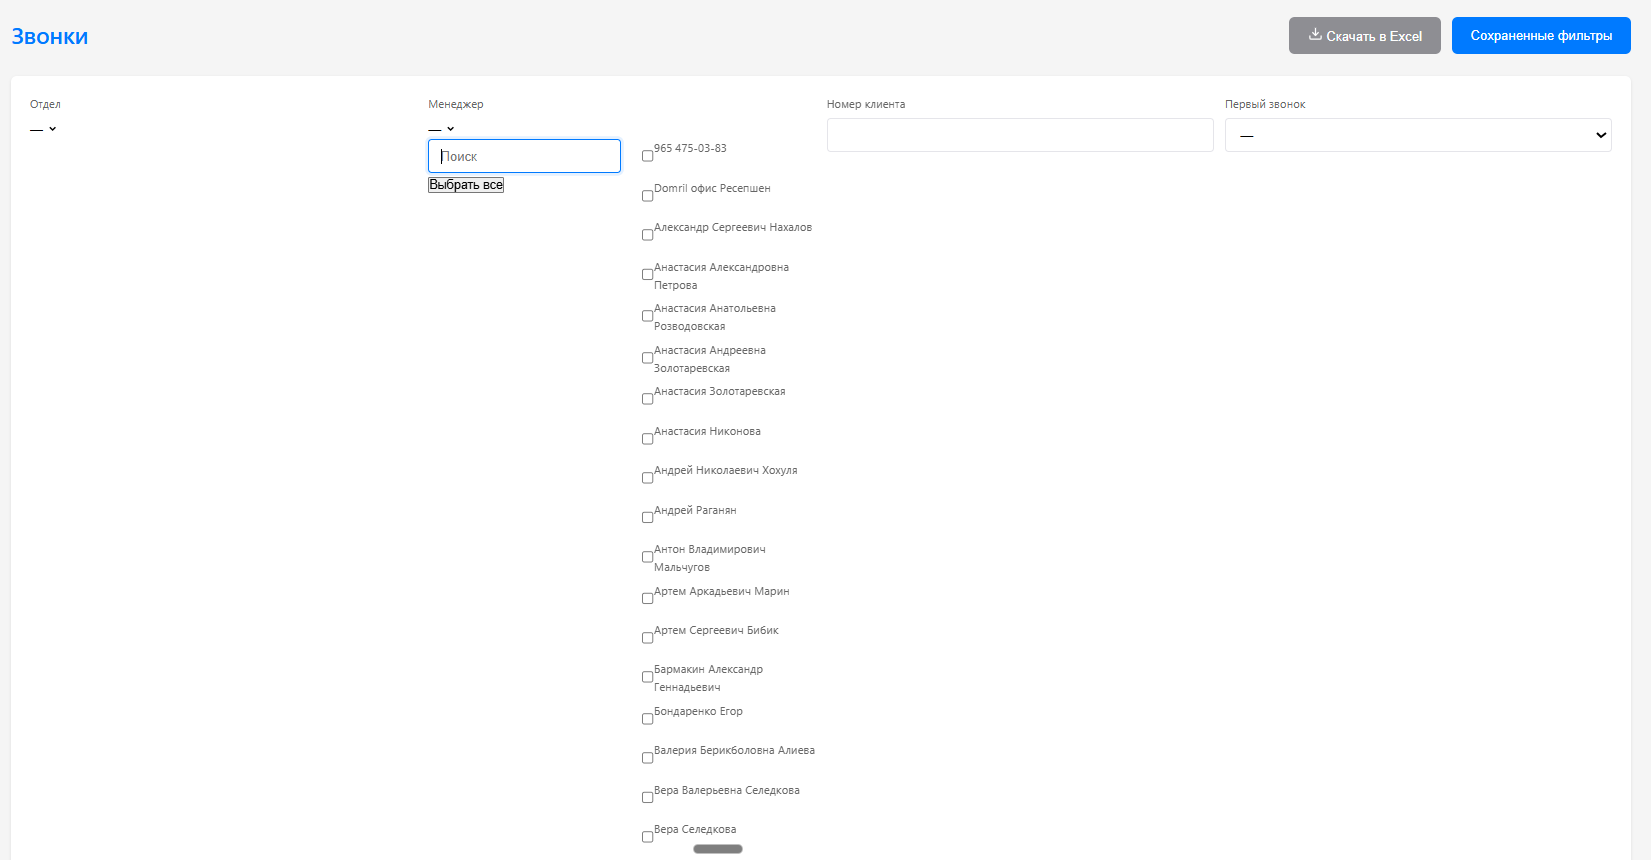 Звонки
Скачать в Excel
Сохраненные фильтры
Отдел
—
Менеджер
—
Поиск
Выбрать все
965 475-03-83
Domril офис Ресепшен
Александр Сергеевич Нахалов
Анастасия Александровна
Петрова
Анастасия Анатольевна
Розводовская
Анастасия Андреевна
Золотаревская
Анастасия Золотаревская
Анастасия Никонова
Андрей Николаевич Хохуля
Андрей Раганян
Антон Владимирович
Мальчугов
Артем Аркадьевич Марин
Артем Сергеевич Бибик
Бармакин Александр
Геннадьевич
Бондаренко Егор
Валерия Берикболовна Алиева
Вера Валерьевна Селедкова
Вера Селедкова
Номер клиента
Первый звонок
—